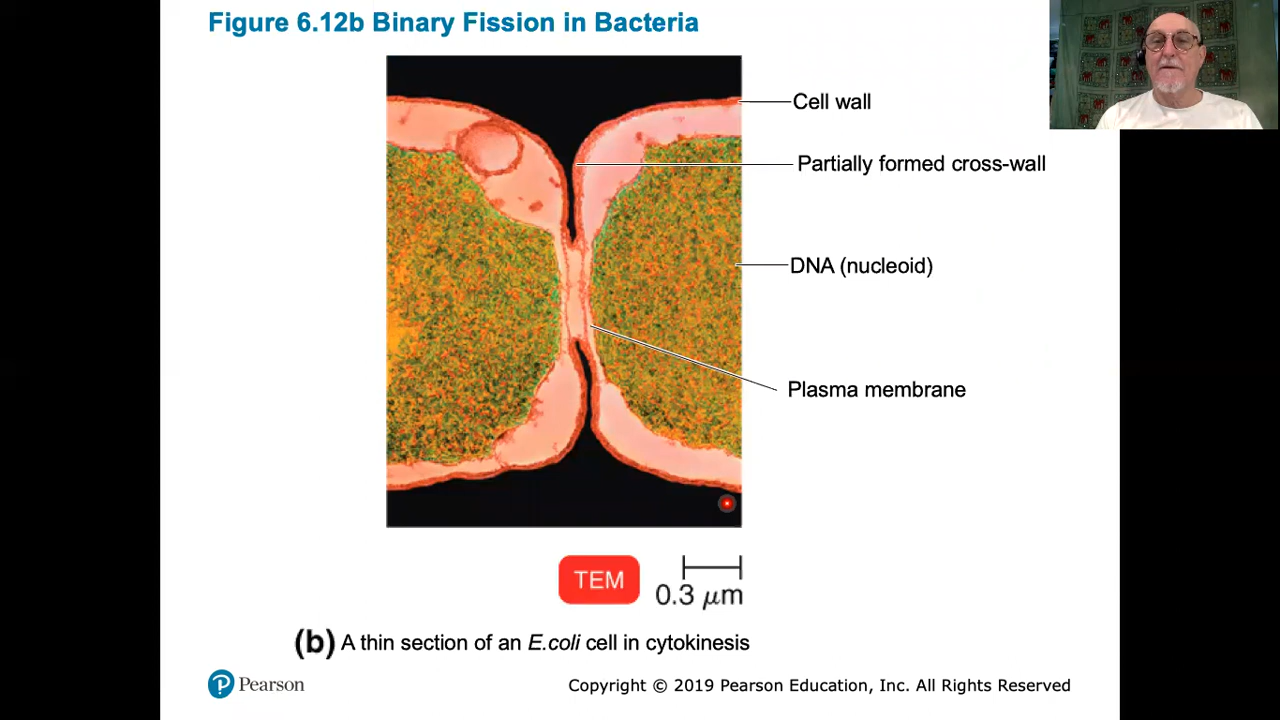 Figure 6.12b Binary Fission in Bacteria
Cell wall
Partially formed cross-wall
DNA (nucleoid)
Plasma membrane
TEM
0.3 μm
(b) A thin section of an E.coli cell in cytokinesis
P Pearson
Copyright © 2019 Pearson Education, Inc. All Rights Reserved